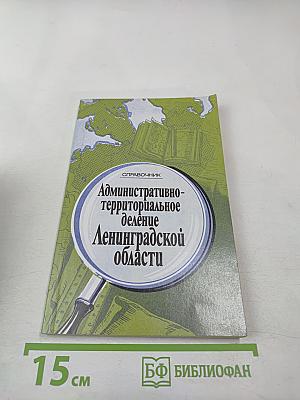 СПРАВОЧНИК
Административно-
территориальное
деление
Ленинградской
области
15 см
БФ БИБЛИОФАН